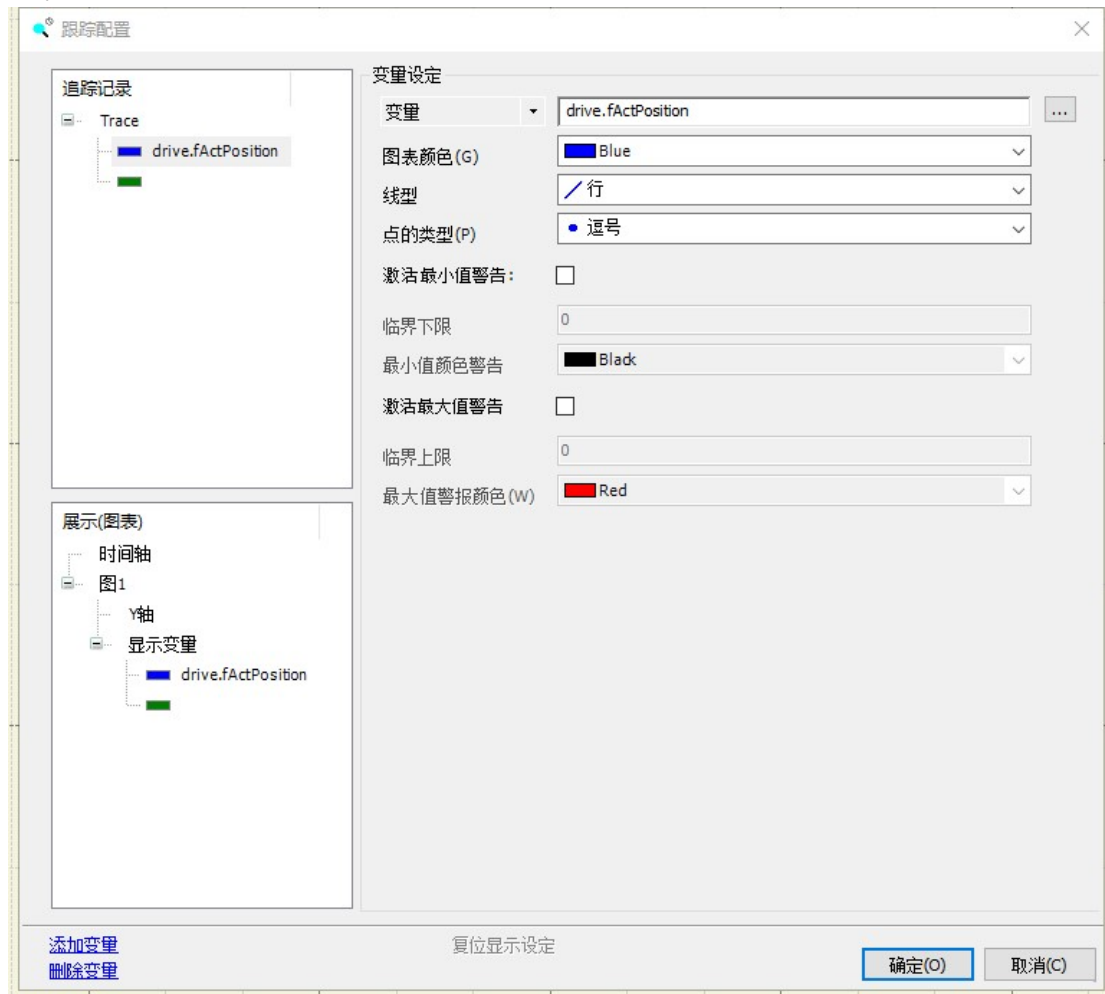 跟踪配置
追踪记录
Trace
drive.fActPosition
变量设定
变量 drive.fActPosition ...
图表颜色(G) Blue
线型 行
点的类型(P) 逗号
激活最小值警告:
临界下限 0
最小值颜色警告 Black
激活最大值警告
临界上限 0
最大值警报颜色(W) Red
展示(图表)
时间轴
图1
Y轴
显示变量
drive.fActPosition
添加变量
删除变量
复位显示设定
确定(O) 取消(C)